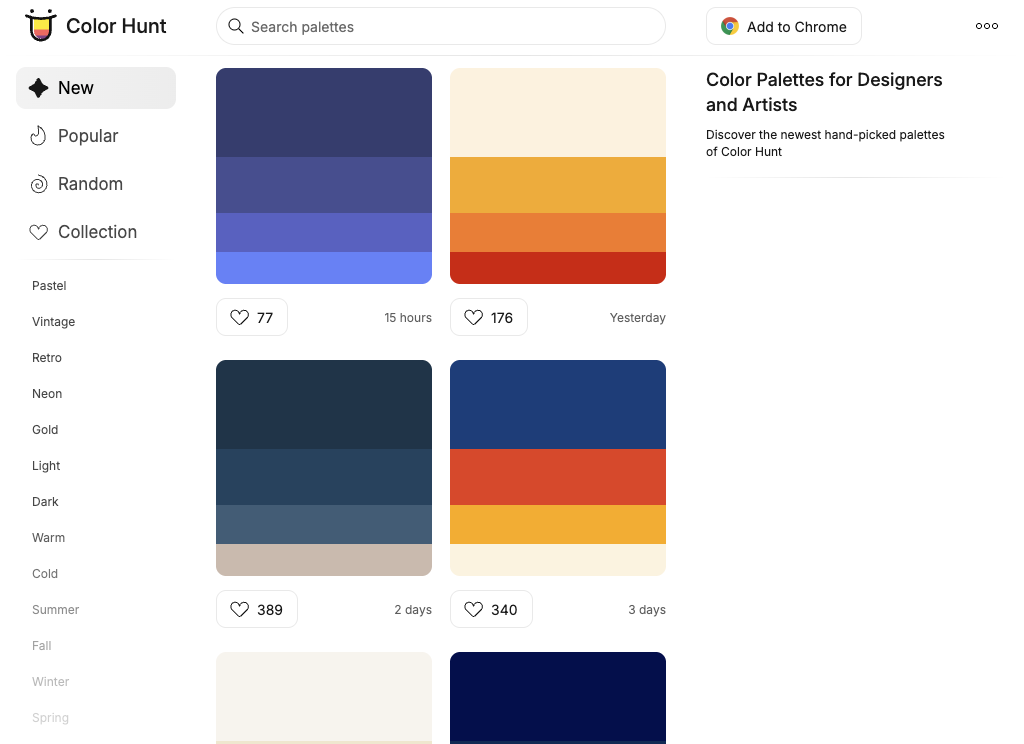 Color Hunt
Search palettes
Add to Chrome
New
Popular
Random
Collection
Pastel
Vintage
Retro
Neon
Gold
Light
Dark
Warm
Cold
Summer
Fall
Winter
Spring
77
15 hours
176
Yesterday
389
2 days
340
3 days
Color Palettes for Designers
and Artists
Discover the newest hand-picked palettes
of Color Hunt